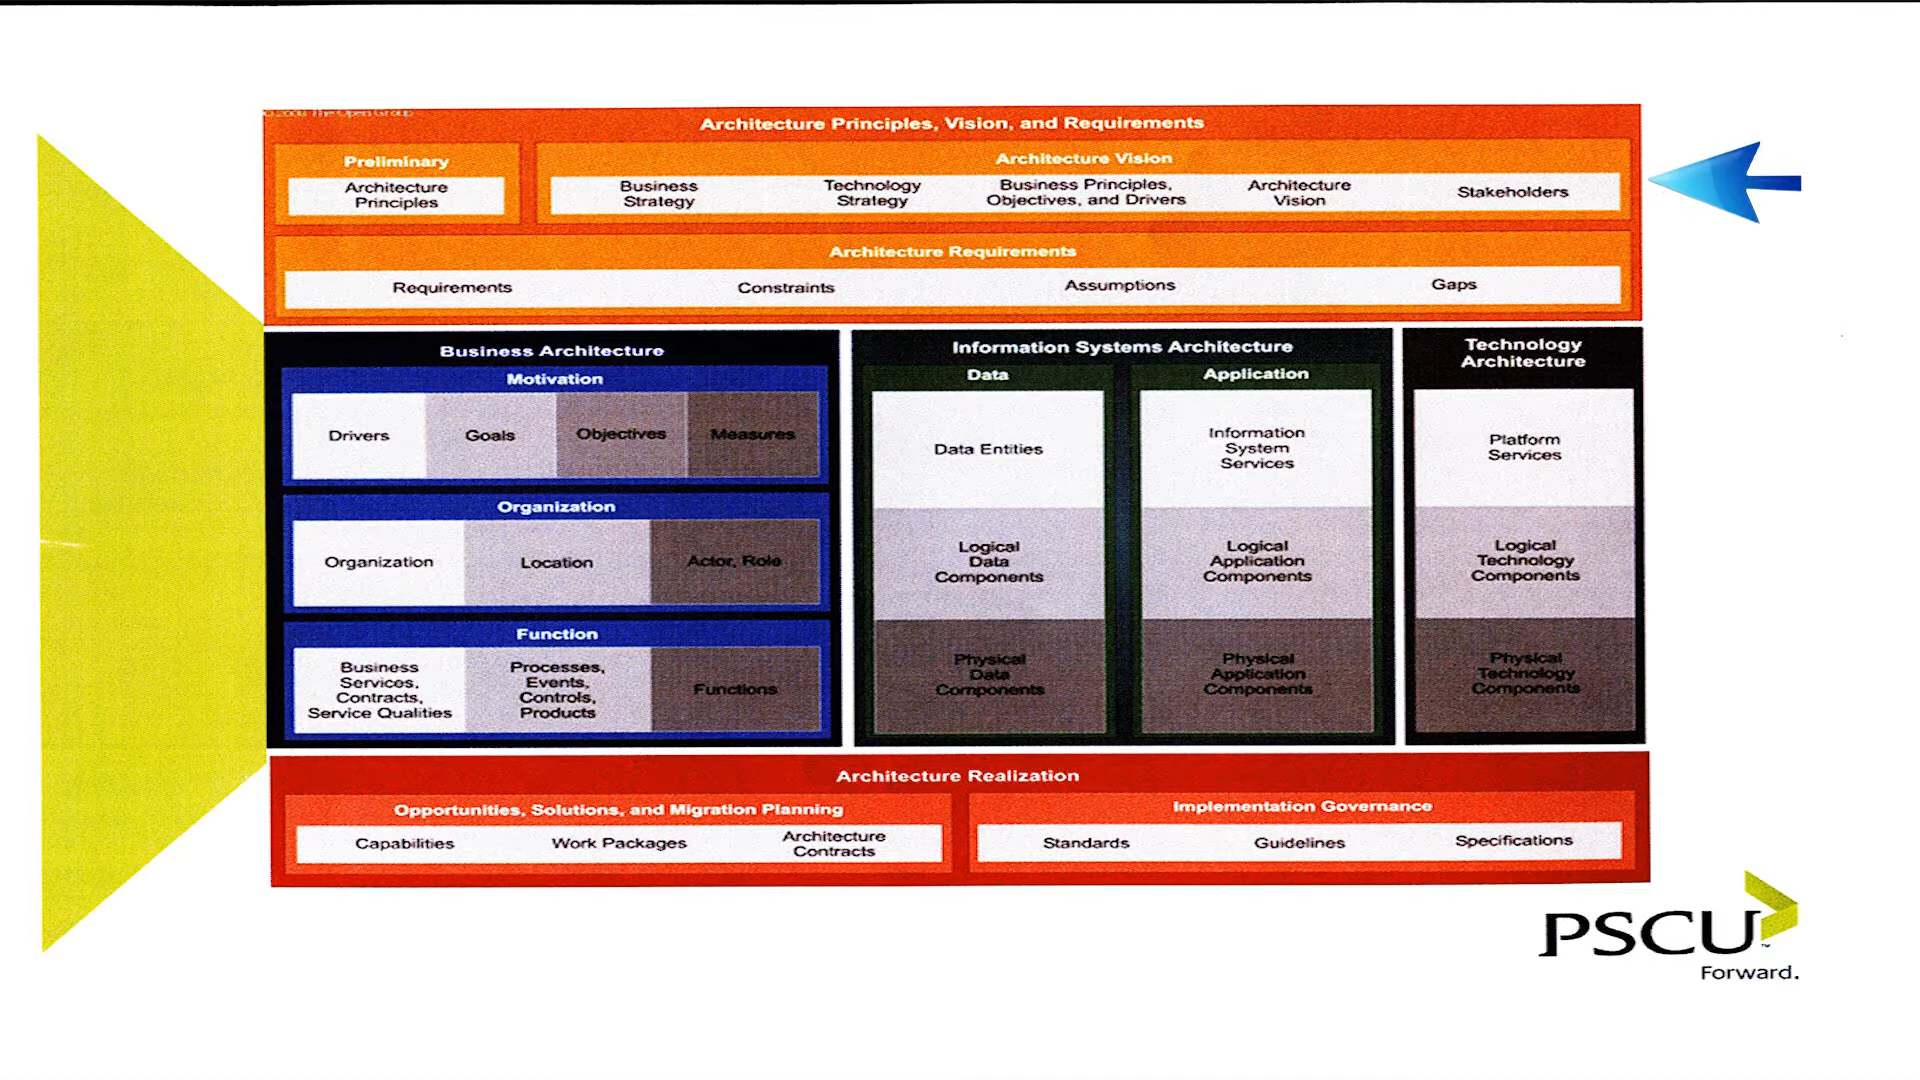 © 2008 The Open Group
Architecture Principles, Vision, and Requirements
Preliminary
Architecture
Principles
Architecture Vision
Business
Strategy
Technology
Strategy
Business Principles,
Objectives, and Drivers
Architecture
Vision
Stakeholders
Architecture Requirements
Requirements
Constraints
Assumptions
Gaps
Business Architecture
Motivation
Drivers
Goals
Objectives
Measures
Organization
Organization
Location
Actor, Role
Function
Business
Services,
Contracts,
Service Qualities
Processes,
Events,
Controls,
Products
Functions
Information Systems Architecture
Data
Data Entities
Logical
Data
Components
Physical
Data
Components
Application
Information
System
Services
Logical
Application
Components
Physical
Application
Components
Technology
Architecture
Platform
Services
Logical
Technology
Components
Physical
Technology
Components
Architecture Realization
Opportunities, Solutions, and Migration Planning
Capabilities
Work Packages
Architecture
Contracts
Implementation Governance
Standards
Guidelines
Specifications
PSCU™
Forward.